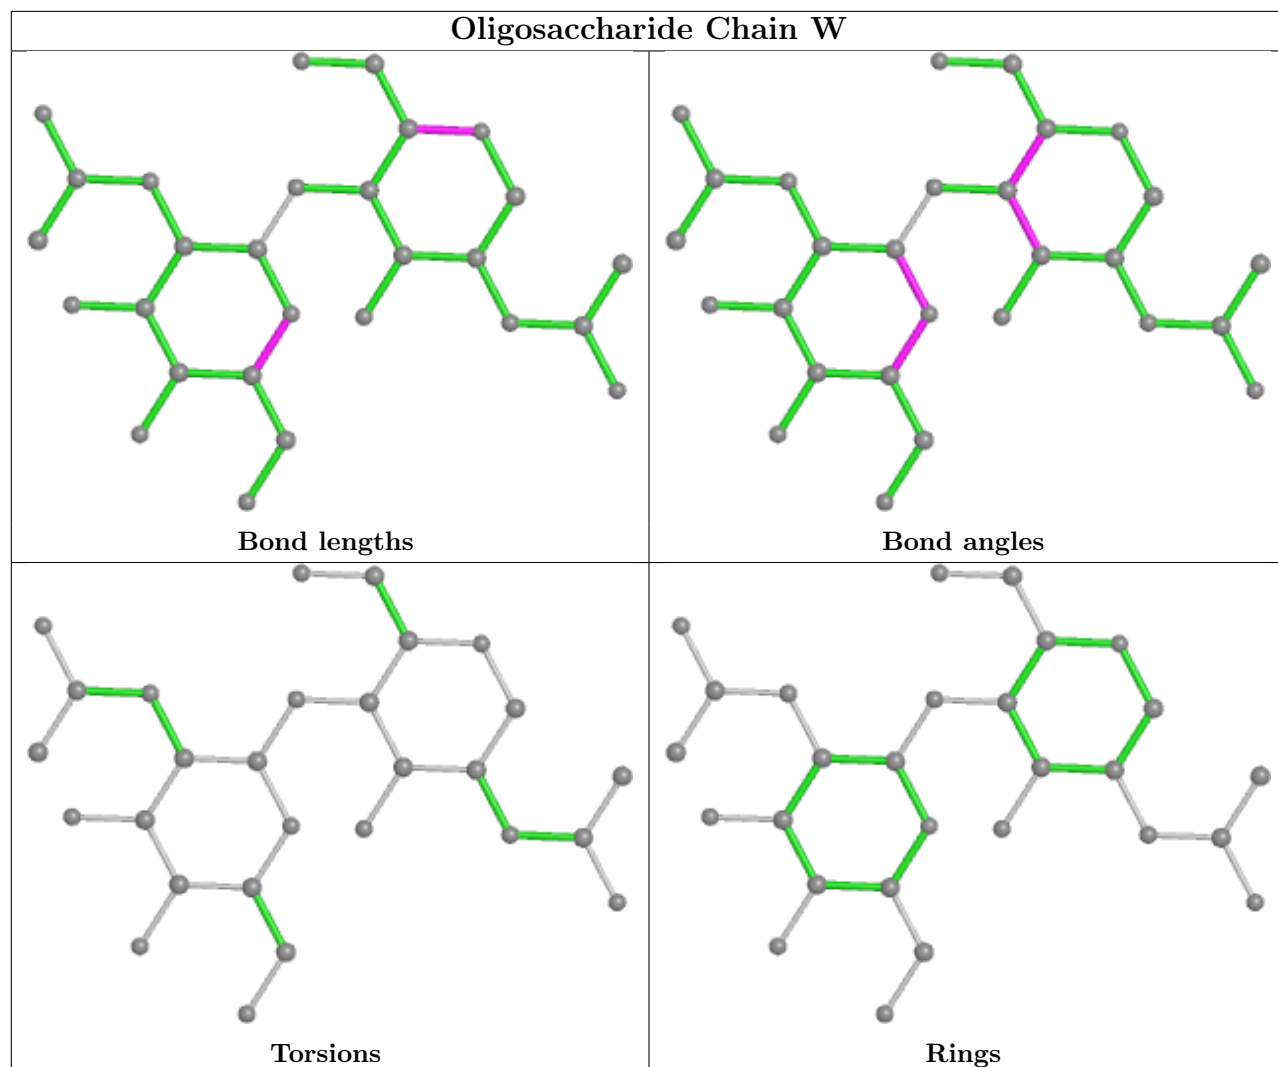 Oligosaccharide Chain W
Bond lengths
Bond angles
Torsions
Rings